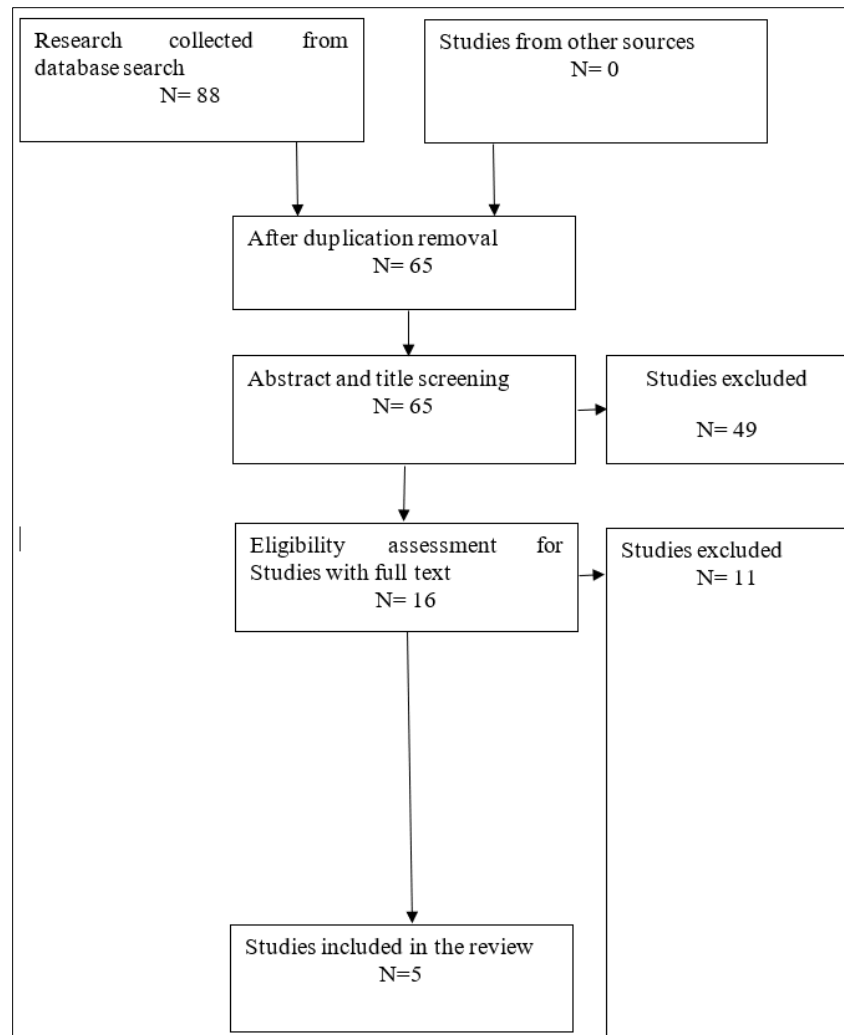 Research collected from
database search
N= 88
Studies from other sources
N= 0
After duplication removal
N= 65
Abstract and title screening
N= 65
Studies excluded
N= 49
Eligibility assessment for
Studies with full text
N= 16
Studies excluded
N= 11
Studies included in the review
N=5